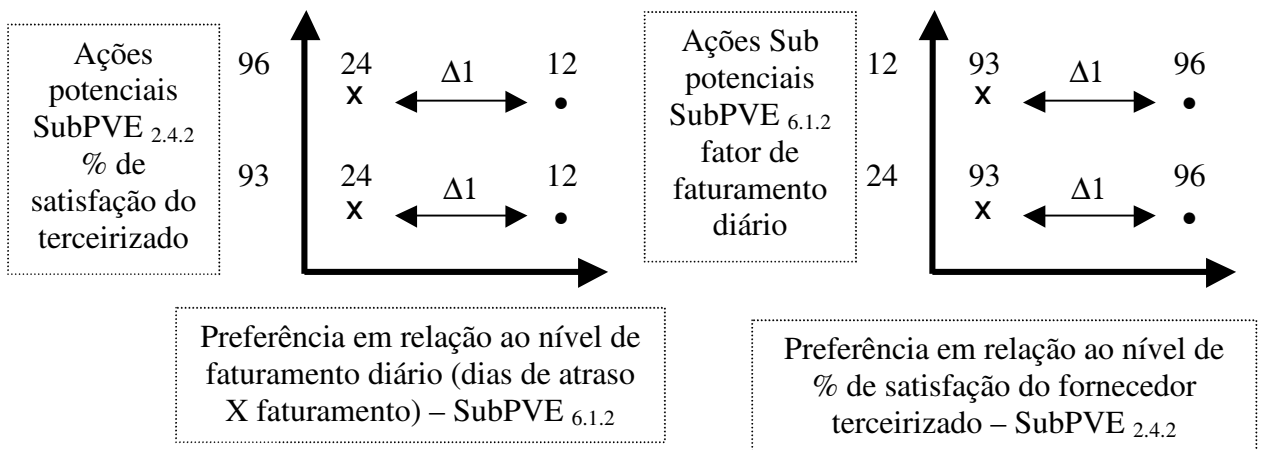 Ações
potenciais
SubPVE 2.4.2
% de
satisfação do
terceirizado
96
24
Δ1
12
x
•
93
24
Δ1
12
x
•
Preferência em relação ao nível de
faturamento diário (dias de atraso
X faturamento) – SubPVE 6.1.2
Ações Sub
potenciais
SubPVE 6.1.2
fator de
faturamento
diário
12
93
Δ1
96
x
•
24
93
Δ1
96
x
•
Preferência em relação ao nível de
% de satisfação do fornecedor
terceirizado – SubPVE 2.4.2